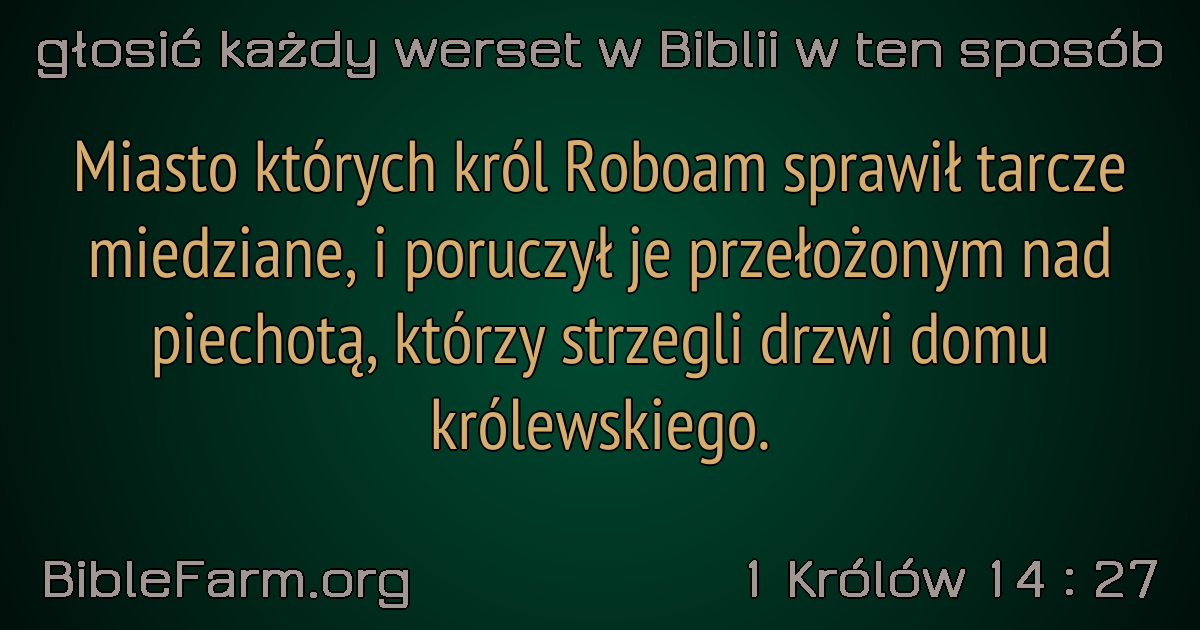 głosić każdy werset w Biblii w ten sposób
Miasto których król Roboam sprawił tarcze
miedziane, i poruczył je przełożonym nad
piechotą, którzy strzegli drzwi domu
królewskiego.
BibleFarm.org
1 Królów 14 : 27